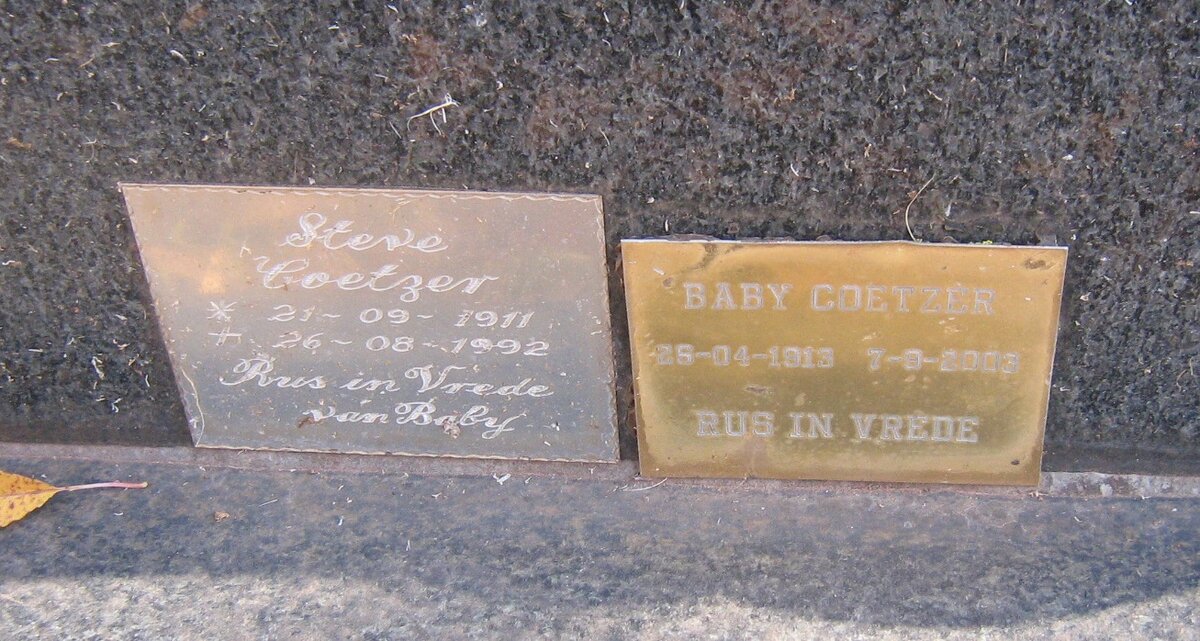 Steve
Coetzer
* 21-09-1911
† 26-08-1992
Rus in Vrede
van Baby
BABY COETZER
25-04-1913 7-9-2003
RUS IN VREDE